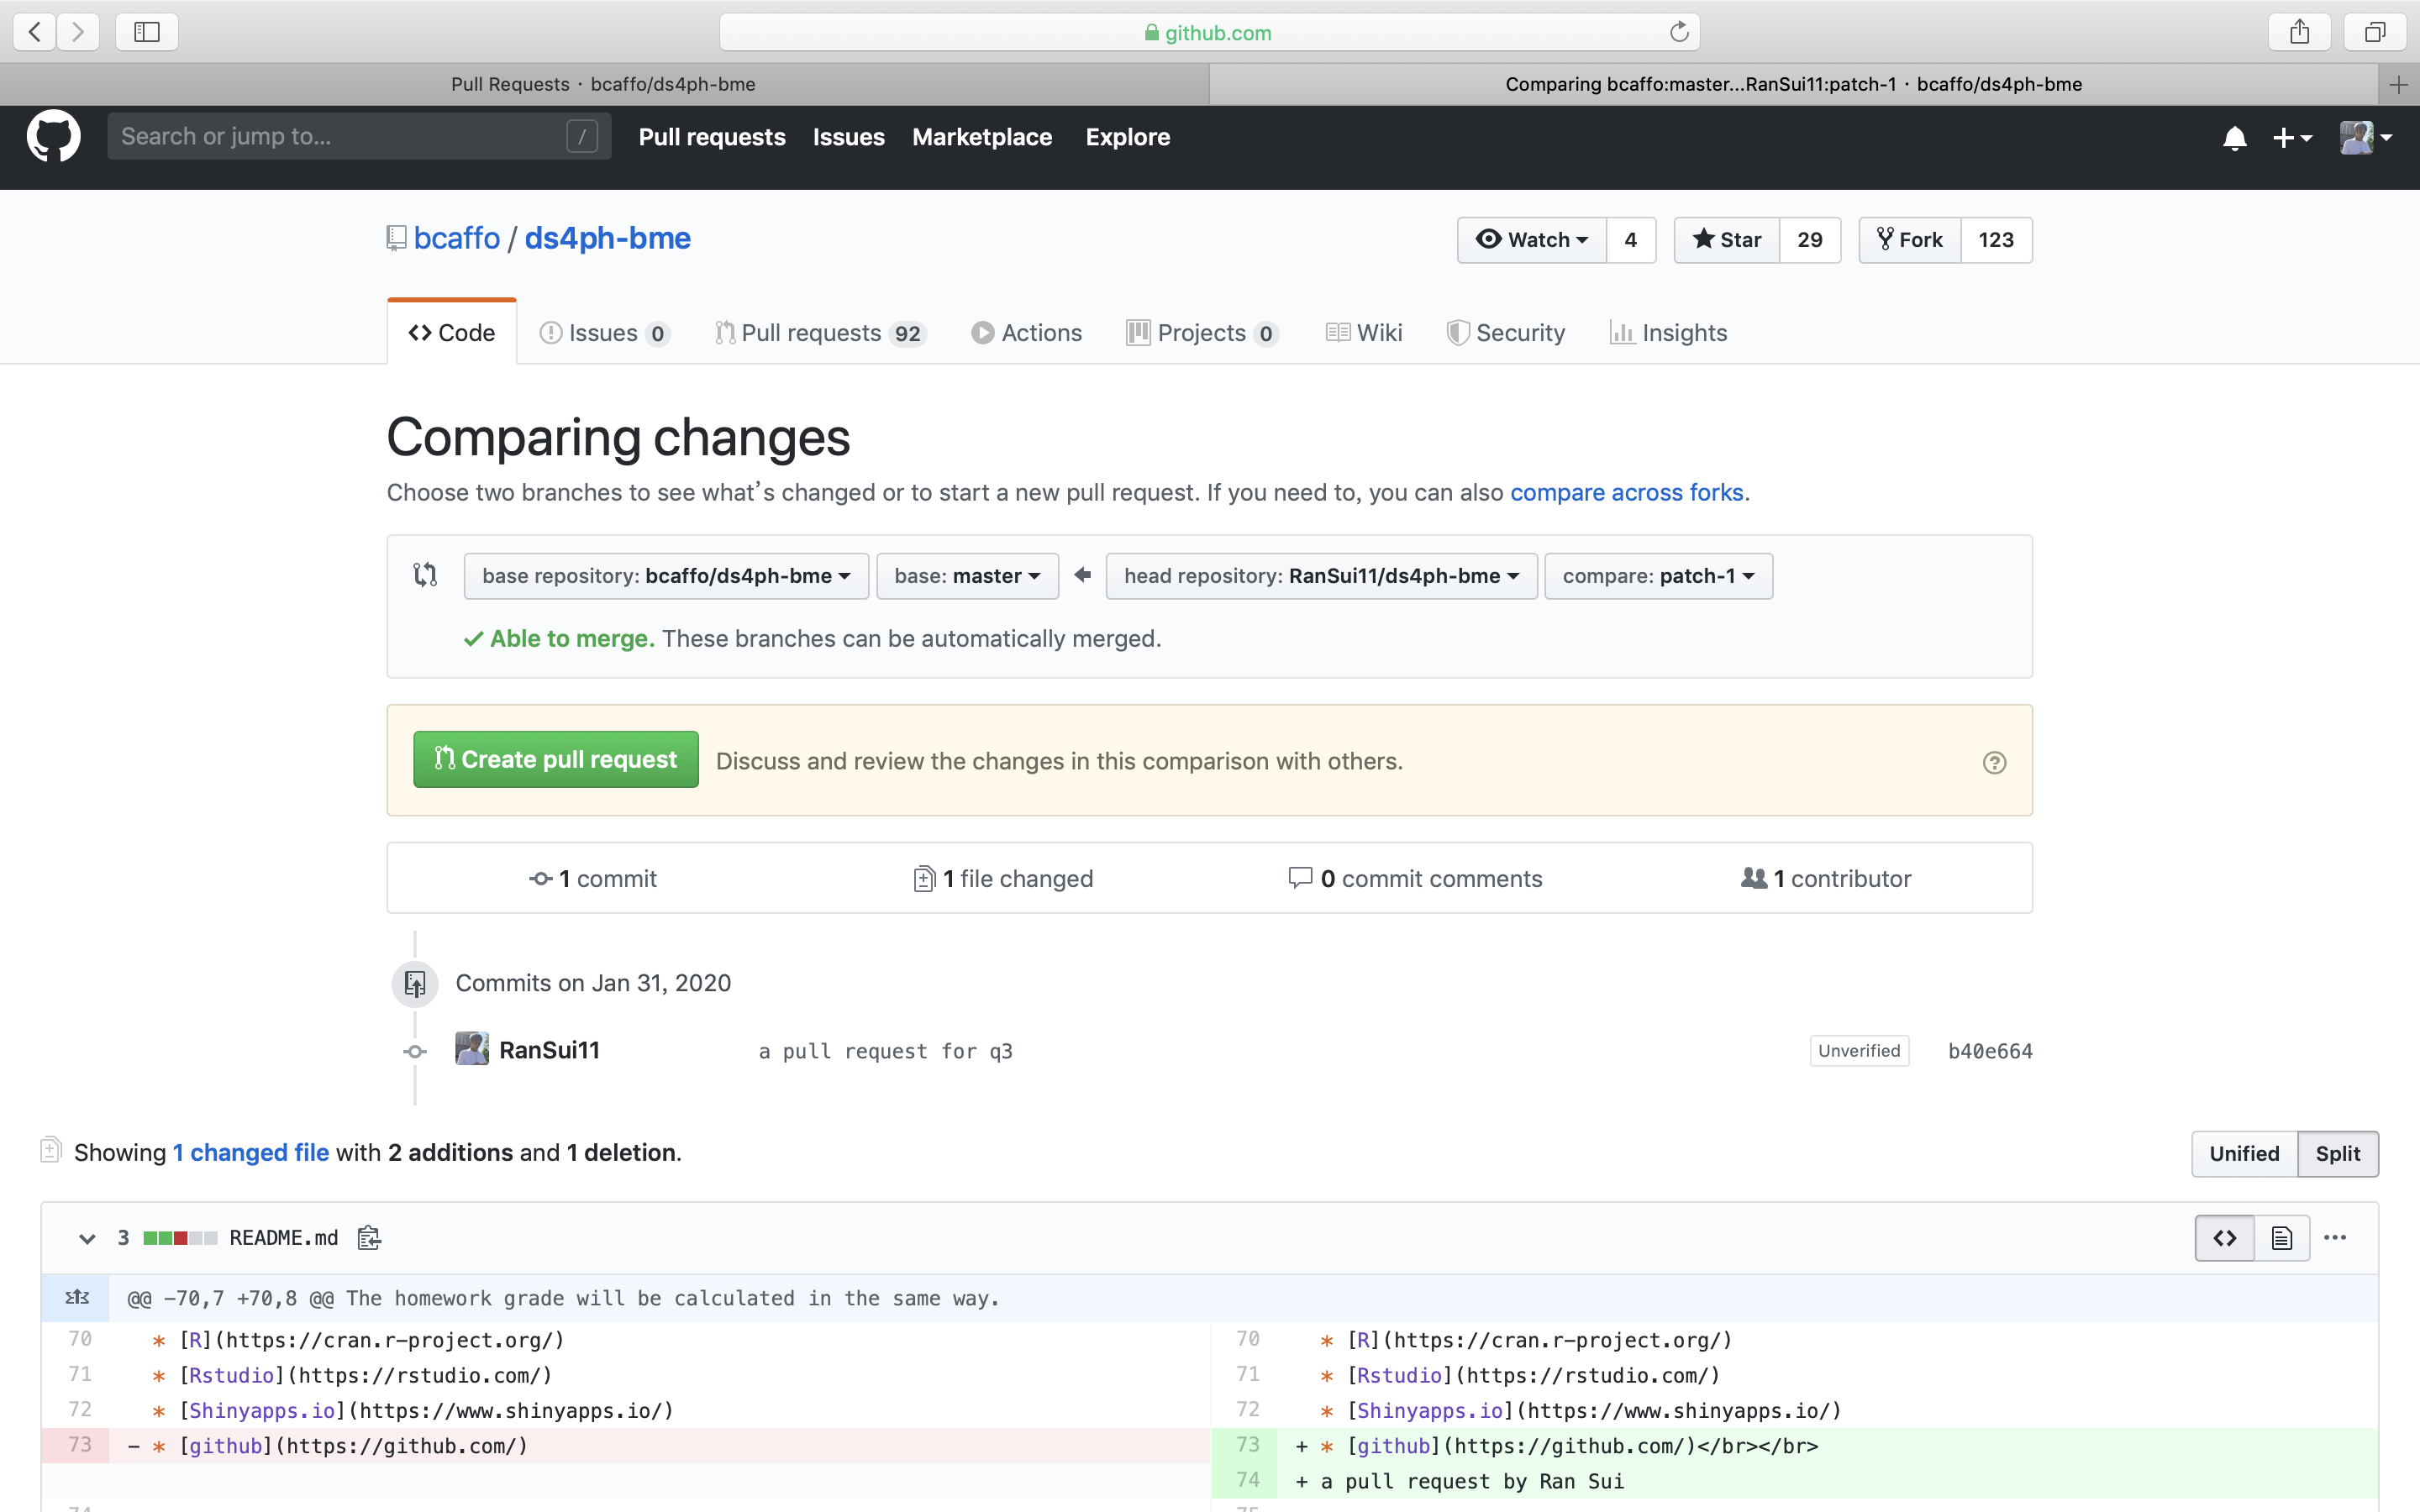 github.com
Pull Requests · bcaffo/ds4ph-bme
Comparing bcaffo:master...RanSui11:patch-1 · bcaffo/ds4ph-bme
Search or jump to...
/
Pull requests Issues Marketplace Explore
bcaffo / ds4ph-bme
Watch 4 Star 29 Fork 123
Code Issues 0 Pull requests 92 Actions Projects 0 Wiki Security Insights
Comparing changes
Choose two branches to see what’s changed or to start a new pull request. If you need to, you can also compare across forks.
base repository: bcaffo/ds4ph-bme base: master head repository: RanSui11/ds4ph-bme compare: patch-1
Able to merge. These branches can be automatically merged.
Create pull request Discuss and review the changes in this comparison with others.
1 commit 1 file changed 0 commit comments 1 contributor
Commits on Jan 31, 2020
RanSui11 a pull request for q3 Unverified b40e664
Showing 1 changed file with 2 additions and 1 deletion.
Unified Split
3 README.md
@@ -70,7 +70,8 @@ The homework grade will be calculated in the same way.
70 * [R](https://cran.r-project.org/) 70 * [R](https://cran.r-project.org/)
71 * [Rstudio](https://rstudio.com/) 71 * [Rstudio](https://rstudio.com/)
72 * [Shinyapps.io](https://www.shinyapps.io/) 72 * [Shinyapps.io](https://www.shinyapps.io/)
73 - * [github](https://github.com/) 73 + * [github](https://github.com/)</br></br>
74 + a pull request by Ran Sui